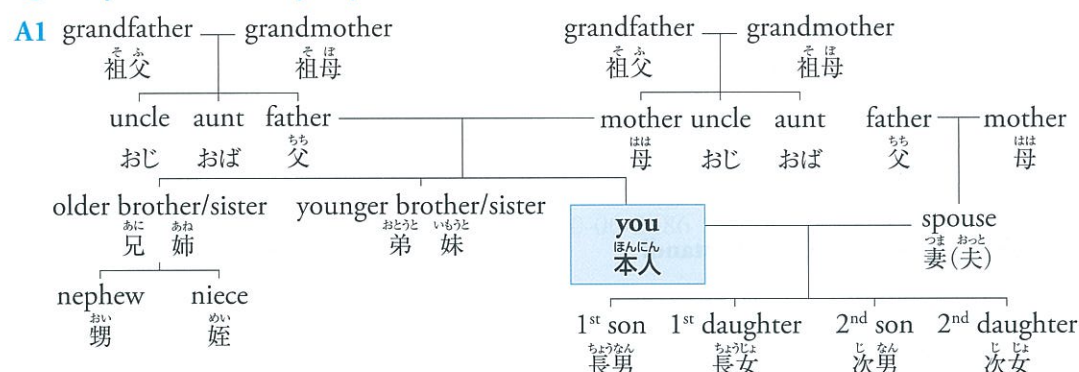 A1 grandfather grandmother grandfather grandmother
そ ふ そ ぼ そ ふ そ ぼ
祖父 祖母 祖父 祖母
uncle aunt father mother uncle aunt father mother
ちち はは ちち はは
おじ おば 父 母 おじ おば 父 母
older brother/sister younger brother/sister you spouse
あに あね おとうと いもうと ほんにん つま おっと
兄 姉 弟 妹 本人 妻(夫)
nephew niece
おい めい
甥 姪
1st son 1st daughter 2nd son 2nd daughter
ちょうなん ちょうじょ じ なん じ じょ
長男 長女 次男 次女